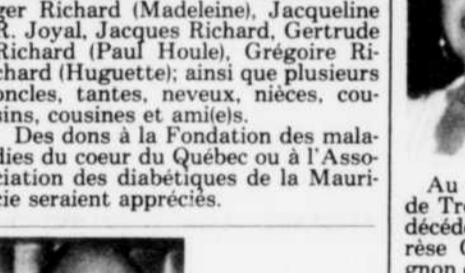 ger Richard (Madeleine), Jacqueline
R. Joyal, Jacques Richard, Gertrude
Richard (Paul Houle), Grégoire Ri-
chard (Huguette); ainsi que plusieurs
oncles, tantes, neveux, nièces, cou-
sins, cousines et ami(e)s.
Des dons à la Fondation des mala-
dies du coeur du Québec ou à l'Asso-
ciation des diabétiques de la Mauri-
cie seraient appréciés.
Au
de Tro
décédé
rèse
gnon